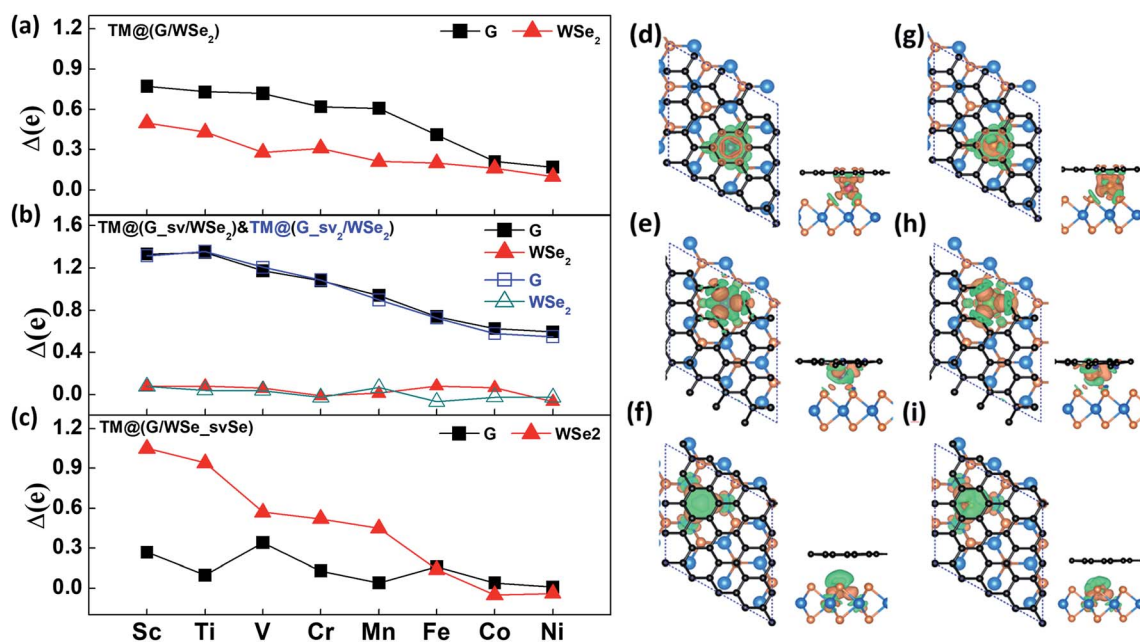 (a)
TM@(G/WSe₂)
G
WSe₂
1.2
0.9
0.6
0.3
0.0
Δ(e)
(b)
TM@(G_sv/WSe₂)&TM@(G_sv₂/WSe₂)
G
WSe₂
G
WSe₂
1.6
1.2
0.8
0.4
0.0
Δ(e)
(c)
TM@(G/WSe_svSe)
G
WSe2
1.2
0.9
0.6
0.3
0.0
Δ(e)
Sc Ti V Cr Mn Fe Co Ni
(d)
(g)
(e)
(h)
(f)
(i)